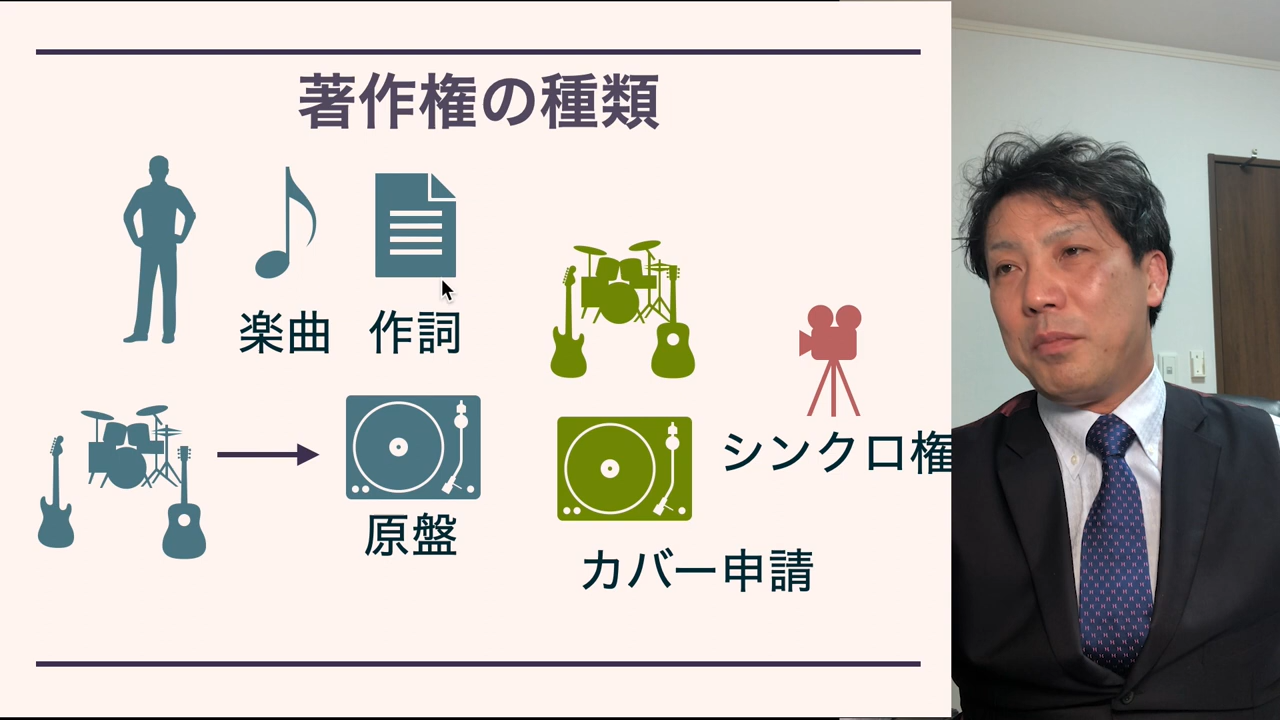 著作権の種類
楽曲 作詞
シンクロ権
原盤
カバー申請